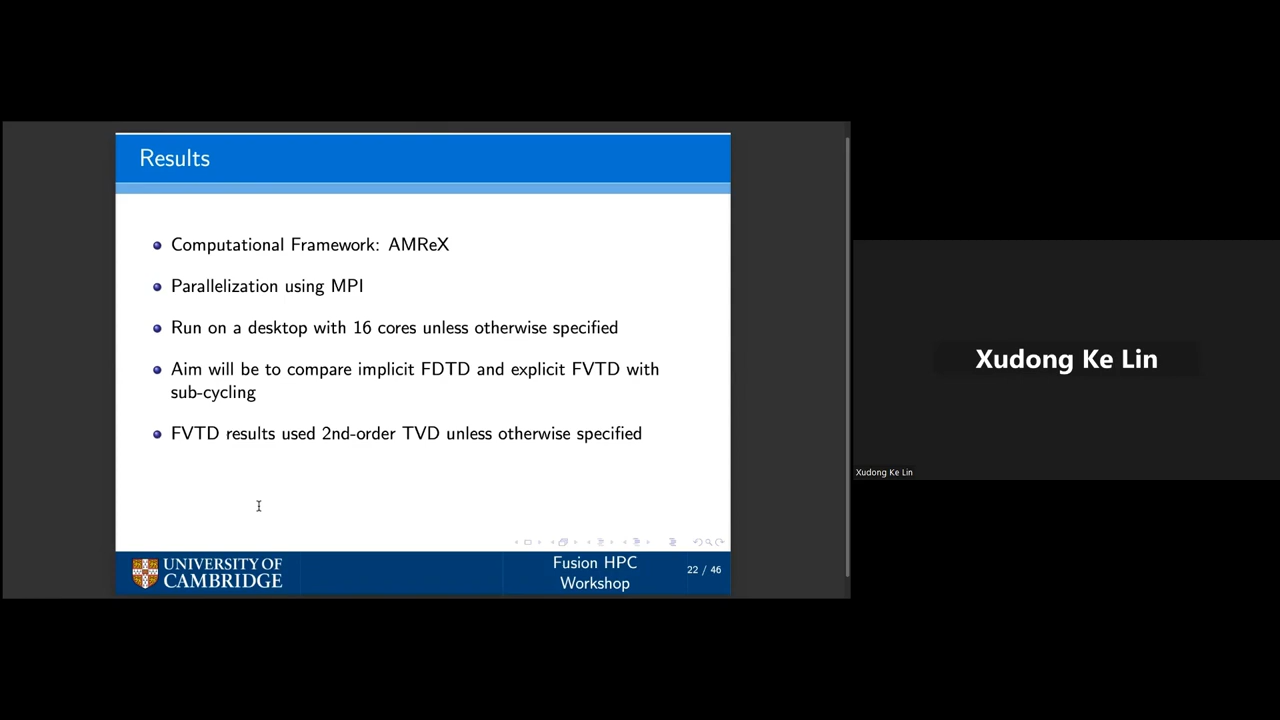 Results
Computational Framework: AMReX
Parallelization using MPI
Run on a desktop with 16 cores unless otherwise specified
Aim will be to compare implicit FDTD and explicit FVTD with
sub-cycling
FVTD results used 2nd-order TVD unless otherwise specified
UNIVERSITY OF
CAMBRIDGE
Fusion HPC
Workshop
22 / 46
Xudong Ke Lin
Xudong Ke Lin